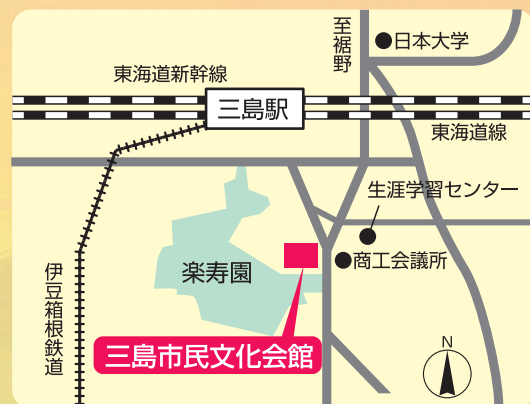 至裾野
日本大学
東海道新幹線
三島駅
東海道線
生涯学習センター
商工会議所
楽寿園
伊豆箱根鉄道
三島市民文化会館
N